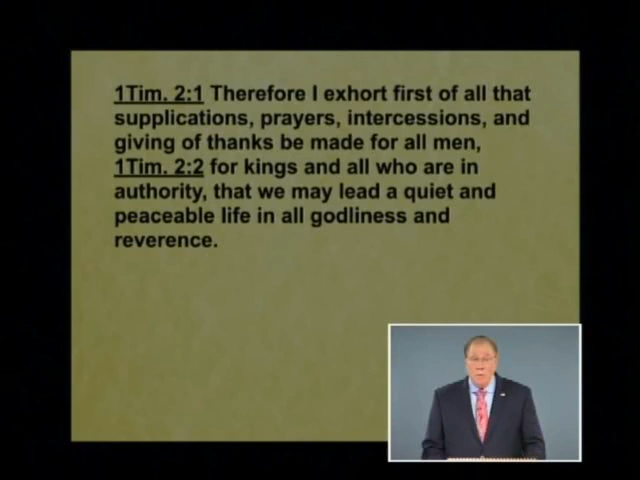 1Tim. 2:1 Therefore I exhort first of all that
supplications, prayers, intercessions, and
giving of thanks be made for all men,
1Tim. 2:2 for kings and all who are in
authority, that we may lead a quiet and
peaceable life in all godliness and
reverence.